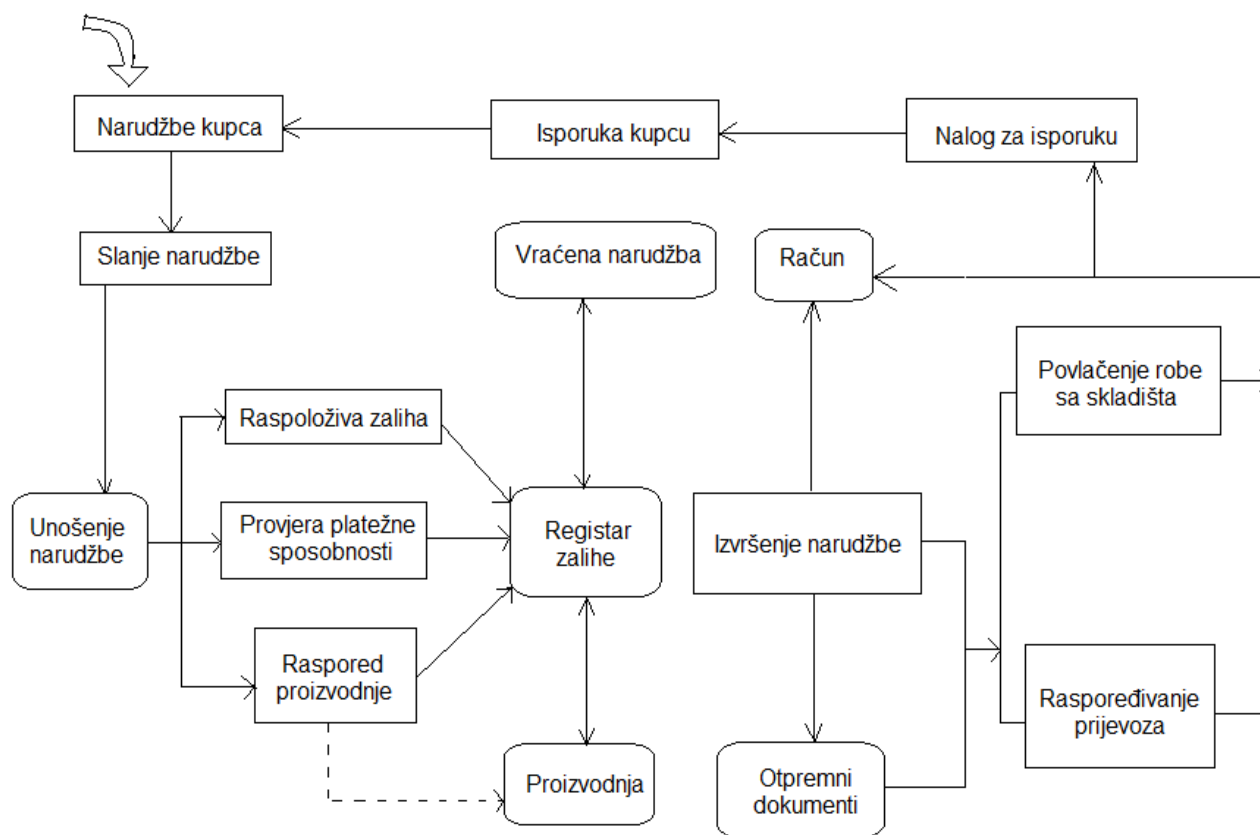 Narudžbe kupca
Isporuka kupcu
Nalog za isporuku
Slanje narudžbe
Vraćena narudžba
Račun
Raspoloživa zaliha
Povlačenje robe
sa skladišta
Unošenje
narudžbe
Provjera platežne
sposobnosti
Registar
zalihe
Izvršenje narudžbe
Raspored
proizvodnje
Raspoređivanje
prijevoza
Proizvodnja
Otpremni
dokumenti